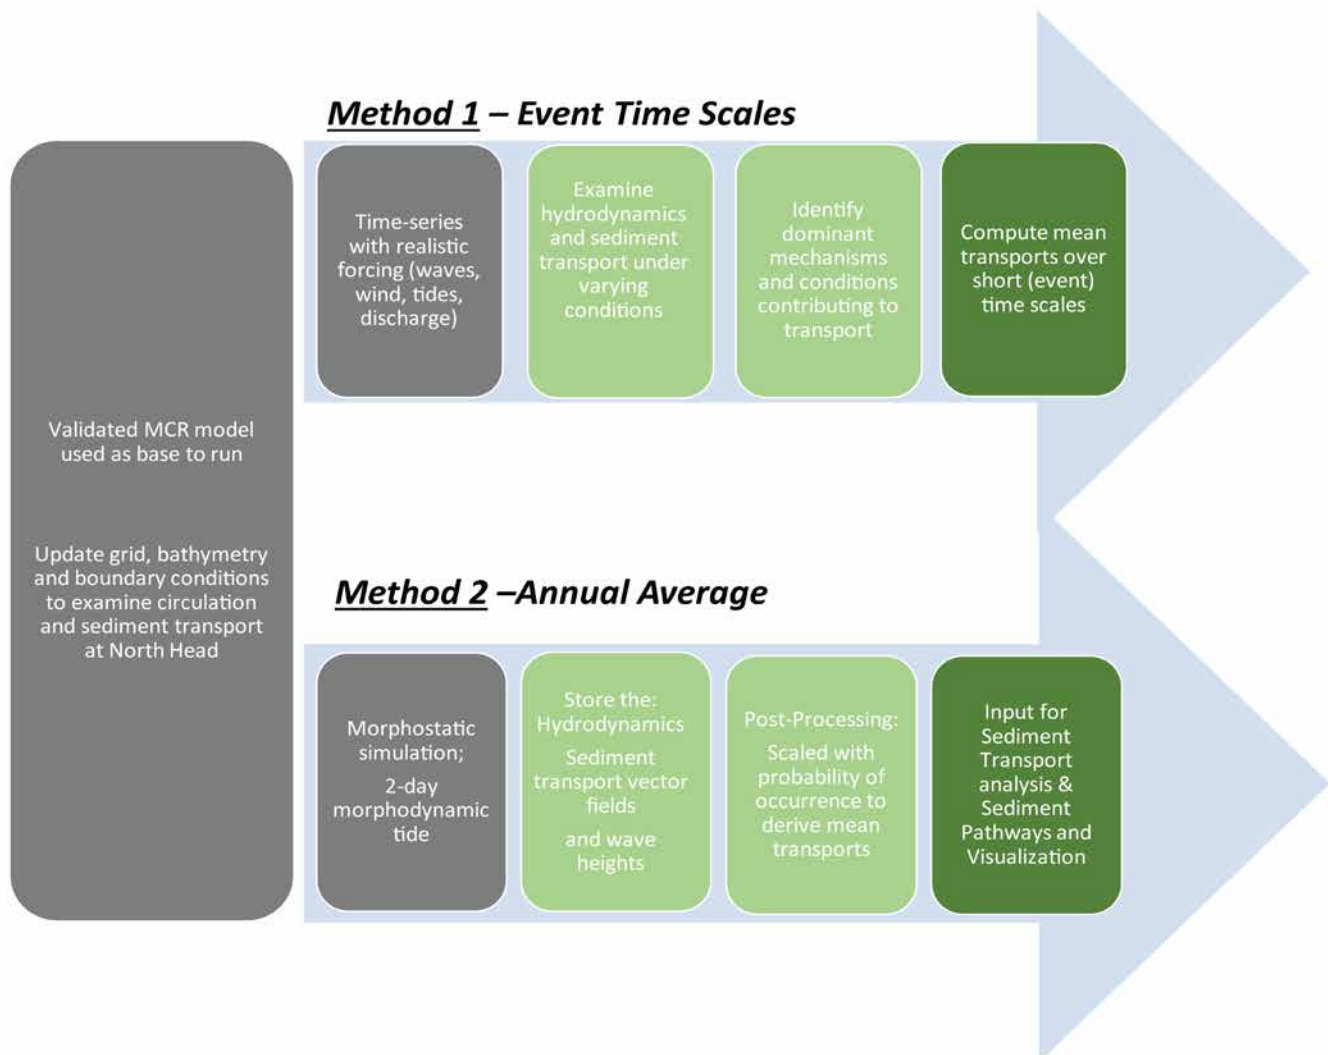 Method 1 – Event Time Scales
Validated MCR model
used as base to run
Update grid, bathymetry
and boundary conditions
to examine circulation
and sediment transport
at North Head
Time-series
with realistic
forcing (waves,
wind, tides,
discharge)
Examine
hydrodynamics
and sediment
transport under
varying
conditions
Identify
dominant
mechanisms
and conditions
contributing to
transport
Compute mean
transports over
short (event)
time scales
Method 2 –Annual Average
Morphostatic
simulation;
2-day
morphodynamic
tide
Store the:
Hydrodynamics
Sediment
transport vector
fields
and wave
heights
Post-Processing:
Scaled with
probability of
occurrence to
derive mean
transports
Input for
Sediment
Transport
analysis &
Sediment
Pathways and
Visualization